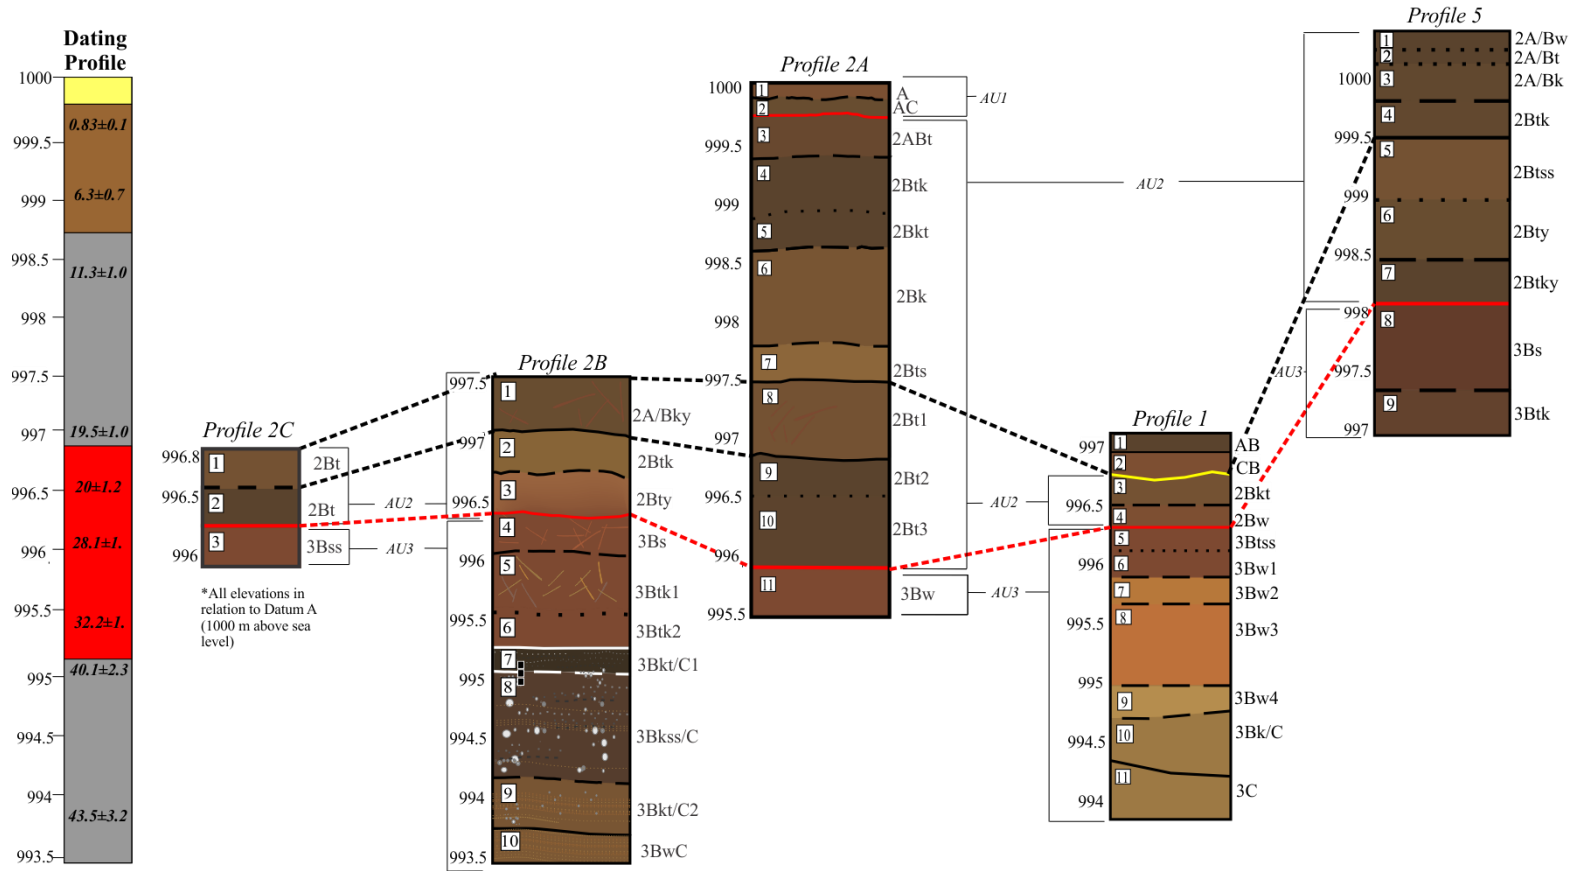 Dating
Profile
1000
0.83±0.1
999.5
6.3±0.7
999
11.3±1.0
998.5
998
997.5
19.5±1.0
997
20±1.2
996.5
28.1±1.
996
32.2±1.
995.5
40.1±2.3
995
994.5
43.5±3.2
994
993.5
Profile 2C
996.8
996.5
996
1
2
3
2Bt
2Bt
3Bss
AU2
AU3
*All elevations in
relation to Datum A
(1000 m above sea
level)
Profile 2B
997.5
997
996.5
996
995.5
995
994.5
994
993.5
1
2
3
4
5
6
7
8
9
10
2A/Bky
2Btk
2Bty
3Bs
3Btk1
3Btk2
3Bkt/C1
3Bkss/C
3Bkt/C2
3BwC
Profile 2A
1000
999.5
999
998.5
998
997.5
997
996.5
996
995.5
1
2
3
4
5
6
7
8
9
10
11
A
AC
2ABt
2Btk
2Bkt
2Bk
2Bts
2Bt1
2Bt2
2Bt3
3Bw
AU1
AU2
AU2
AU3
Profile 1
997
996.5
996
995.5
995
994.5
994
1
2
3
4
5
6
7
8
9
10
11
AB
CB
2Bkt
2Bw
3Btss
3Bw1
3Bw2
3Bw3
3Bw4
3Bk/C
3C
Profile 5
1000
999.5
999
998.5
998
997.5
997
AU3
1
2
3
4
5
6
7
8
9
2A/Bw
2A/Bt
2A/Bk
2Btk
2Btss
2Bty
2Btky
3Bs
3Btk